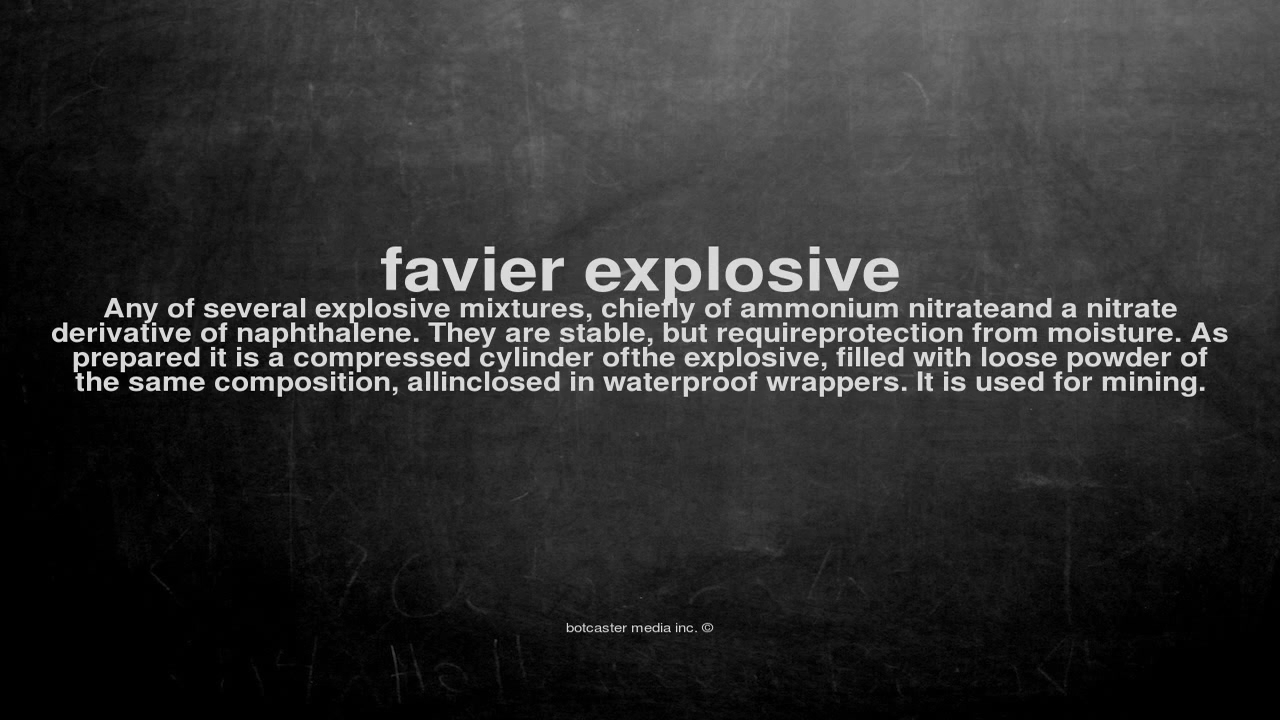 favier explosive
Any of several explosive mixtures, chiefly of ammonium nitrateand a nitrate
derivative of naphthalene. They are stable, but requireprotection from moisture. As
prepared it is a compressed cylinder ofthe explosive, filled with loose powder of
the same composition, allinclosed in waterproof wrappers. It is used for mining.
botcaster media inc. ©